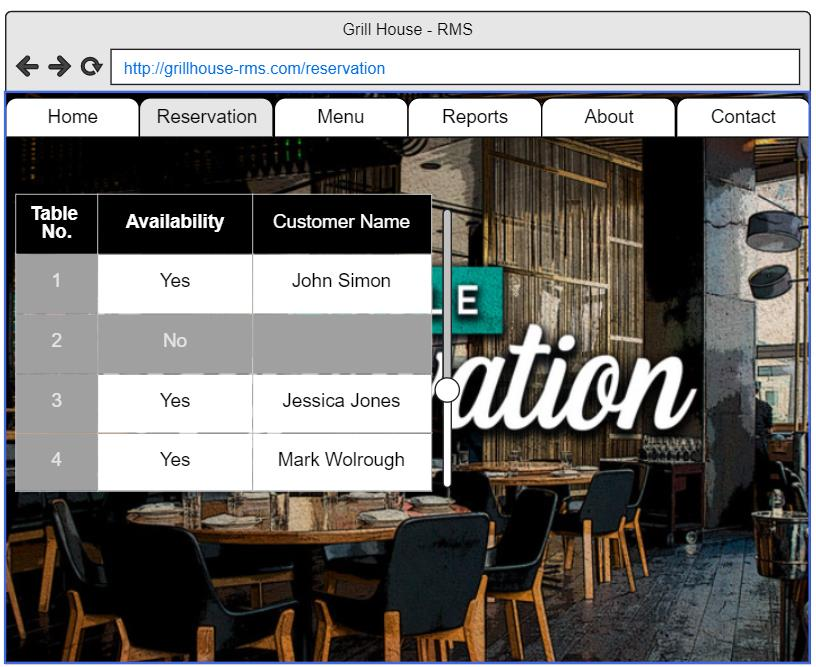 Grill House - RMS
http://grillhouse-rms.com/reservation
Home Reservation Menu Reports About Contact
Table No. Availability Customer Name
1 Yes John Simon
2 No
3 Yes Jessica Jones
4 Yes Mark Wolrough
LE
vation